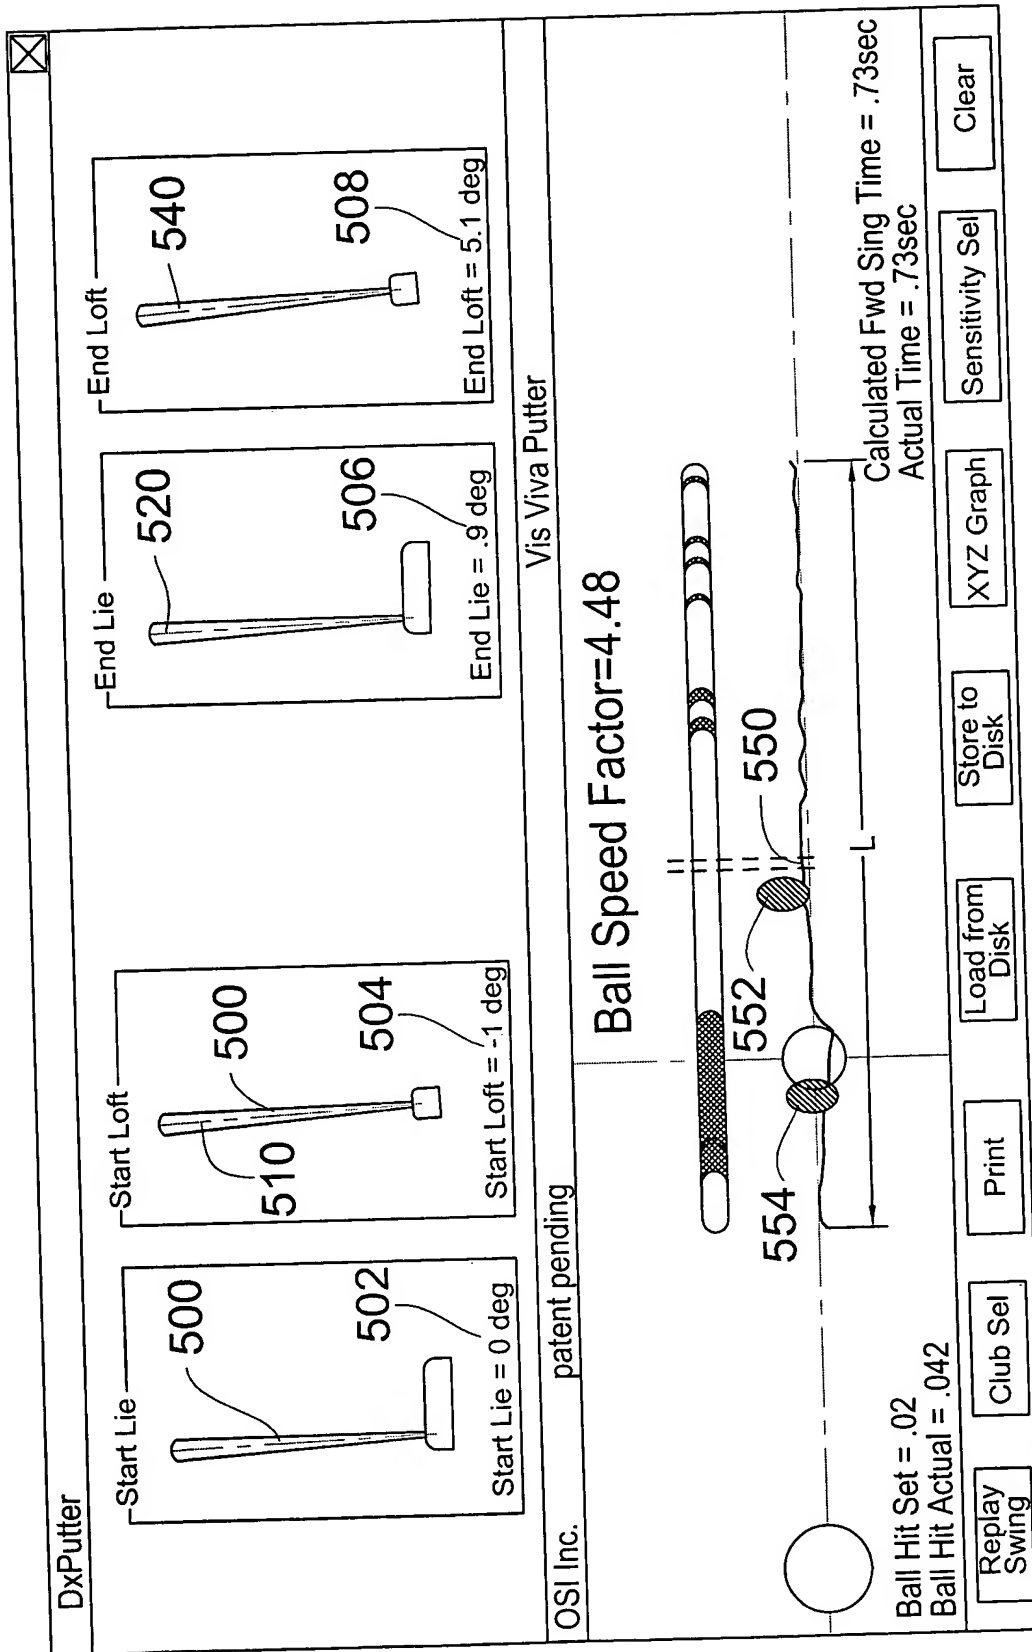 DxPutter
Start Lie
500
502
Start Lie = 0 deg
Start Loft
500
510
504
Start Loft = -.1 deg
End Lie
520
506
End Lie = .9 deg
End Loft
540
508
End Loft = 5.1 deg
OSI Inc.
patent pending
Vis Viva Putter
Ball Speed Factor=4.48
550
552
554
L
Ball Hit Set = .02
Ball Hit Actual = .042
Calculated Fwd Sing Time = .73sec
Actual Time = .73sec
Replay
Swing
Club Sel
Print
Load from
Disk
Store to
Disk
XYZ Graph
Sensitivity Sel
Clear